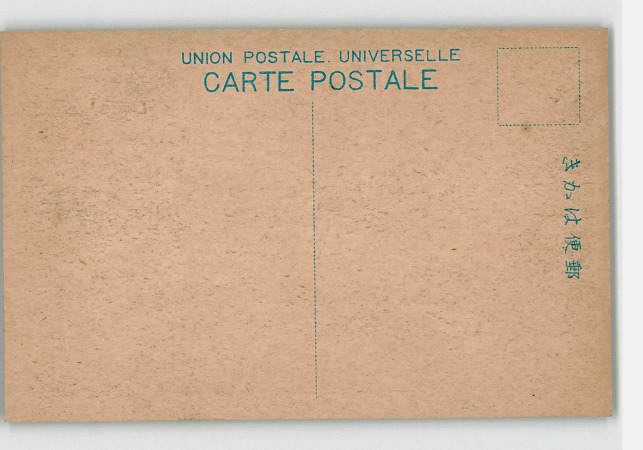 UNION POSTALE. UNIVERSELLE
CARTE POSTALE
郵便はかき